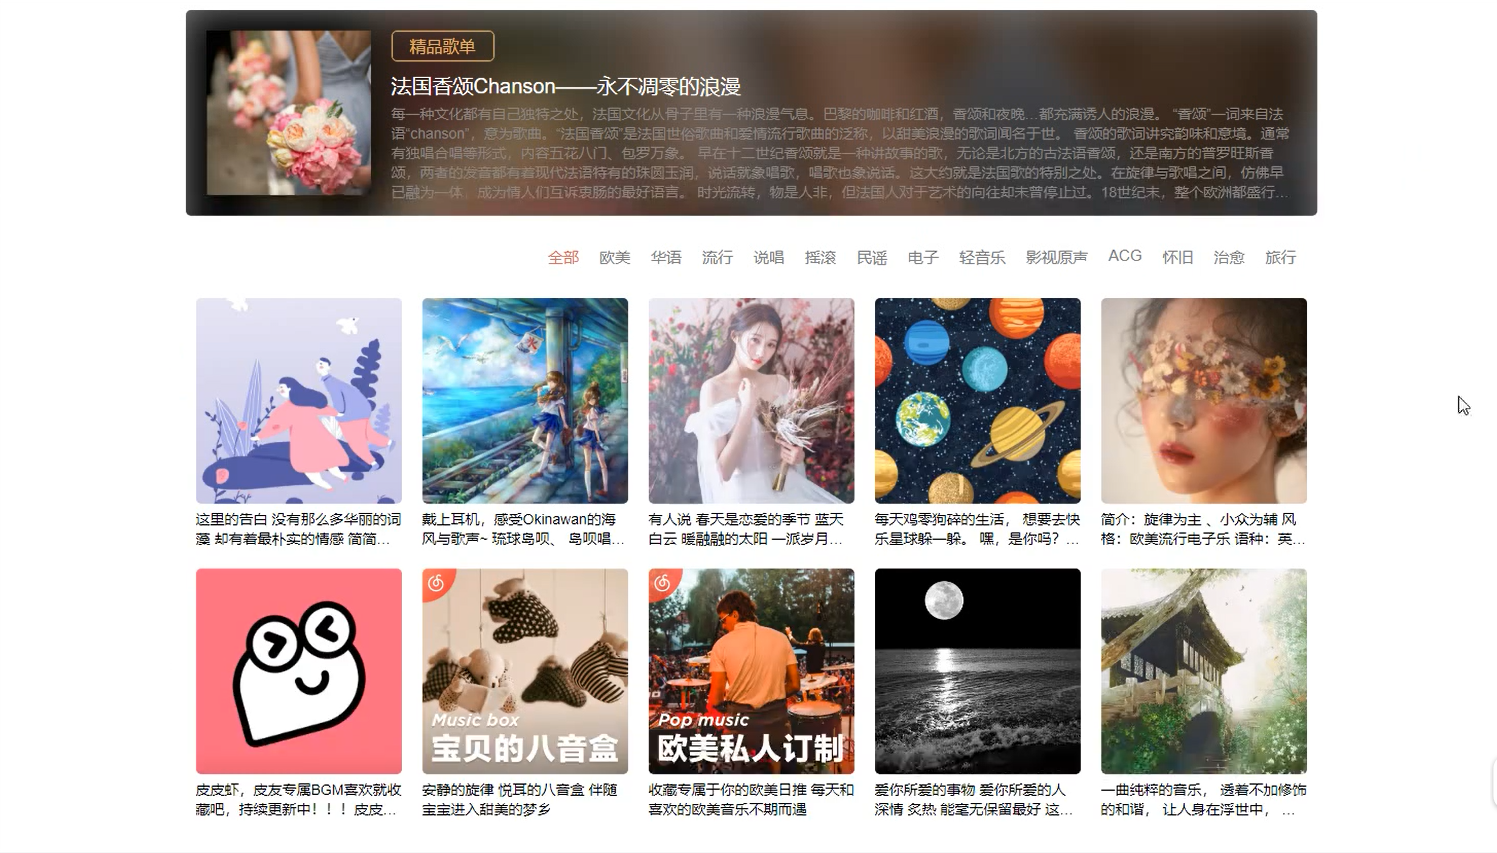 精品歌单
法国香颂Chanson——永不凋零的浪漫
每一种文化都有自己独特之处，法国文化从骨子里有一种浪漫气息。巴黎的咖啡和红酒，香颂和夜晚...都充满诱人的浪漫。 “香颂”一词来自法
语“chanson”，意为歌曲。“法国香颂”是法国世俗歌曲和爱情流行歌曲的泛称，以甜美浪漫的歌词闻名于世。 香颂的歌词讲究韵味和意境。通常
有独唱合唱等形式，内容五花八门、包罗万象。 早在十二世纪香颂就是一种讲故事的歌，无论是北方的古法语香颂，还是南方的普罗旺斯香
颂，两者的发音都有着现代法语特有的珠圆玉润，说话就象唱歌，唱歌也象说话。这大约就是法国歌的特别之处。在旋律与歌唱之间，仿佛早
已融为一体，成为情人们互诉衷肠的最好语言。 时光流转，物是人非，但法国人对于艺术的向往却未曾停止过。18世纪末，整个欧洲都盛行...
全部 欧美 华语 流行 说唱 摇滚 民谣 电子 轻音乐 影视原声 ACG 怀旧 治愈 旅行
这里的告白 没有那么多华丽的词
藻 却有着最朴实的情感 简简...
戴上耳机，感受Okinawan的海
风与歌声~ 琉球岛呗、 岛呗唱...
有人说 春天是恋爱的季节 蓝天
白云 暖融融的太阳 一派岁月...
每天鸡零狗碎的生活， 想要去快
乐星球躲一躲。 嘿，是你吗？...
简介：旋律为主 、小众为辅 风
格：欧美流行电子乐 语种：英...
Music box
宝贝的八音盒
Pop music
欧美私人订制
皮皮虾，皮友专属BGM喜欢就收
藏吧，持续更新中！！！皮皮...
安静的旋律 悦耳的八音盒 伴随
宝宝进入甜美的梦乡
收藏专属于你的欧美日推 每天和
喜欢的欧美音乐不期而遇
爱你所爱的事物 爱你所爱的人
深情 炙热 能毫无保留最好 这...
一曲纯粹的音乐， 透着不加修饰
的和谐， 让人身在浮世中， ...